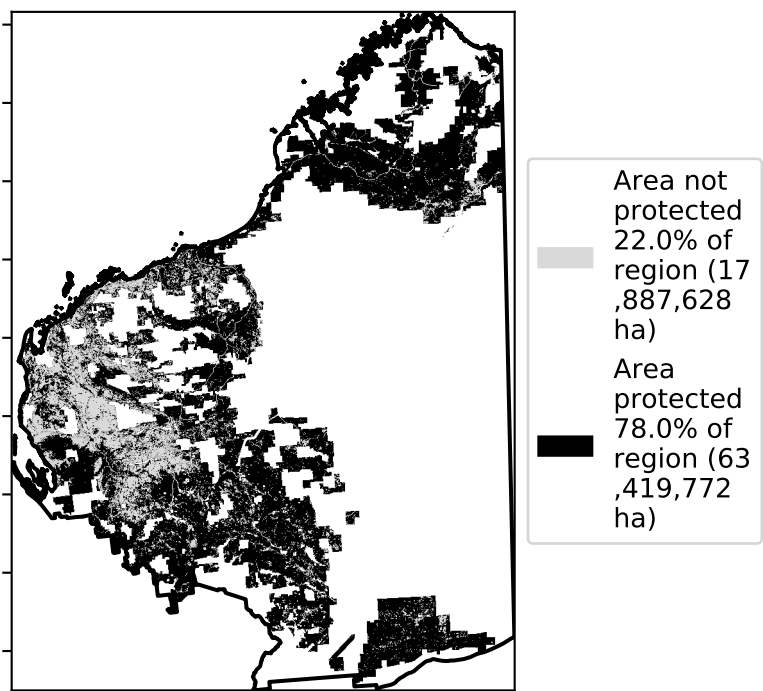 Area not
protected
22.0% of
region (17
,887,628
ha)
Area
protected
78.0% of
region (63
,419,772
ha)